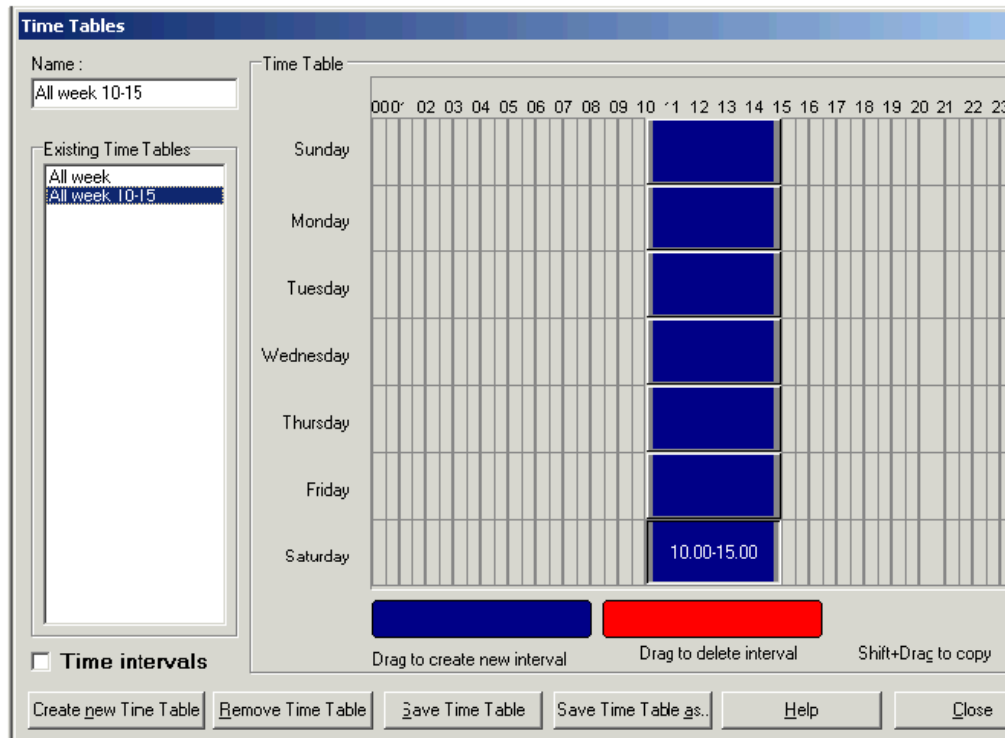 Time Tables
Name :
All week 10-15
Existing Time Tables
All week
All week 10-15
Time Table
00 01 02 03 04 05 06 07 08 09 10 11 12 13 14 15 16 17 18 19 20 21 22 23
Sunday
Monday
Tuesday
Wednesday
Thursday
Friday
Saturday
10.00-15.00
Drag to create new interval
Drag to delete interval
Shift+Drag to copy
Time intervals
Create new Time Table
Remove Time Table
Save Time Table
Save Time Table as..
Help
Close